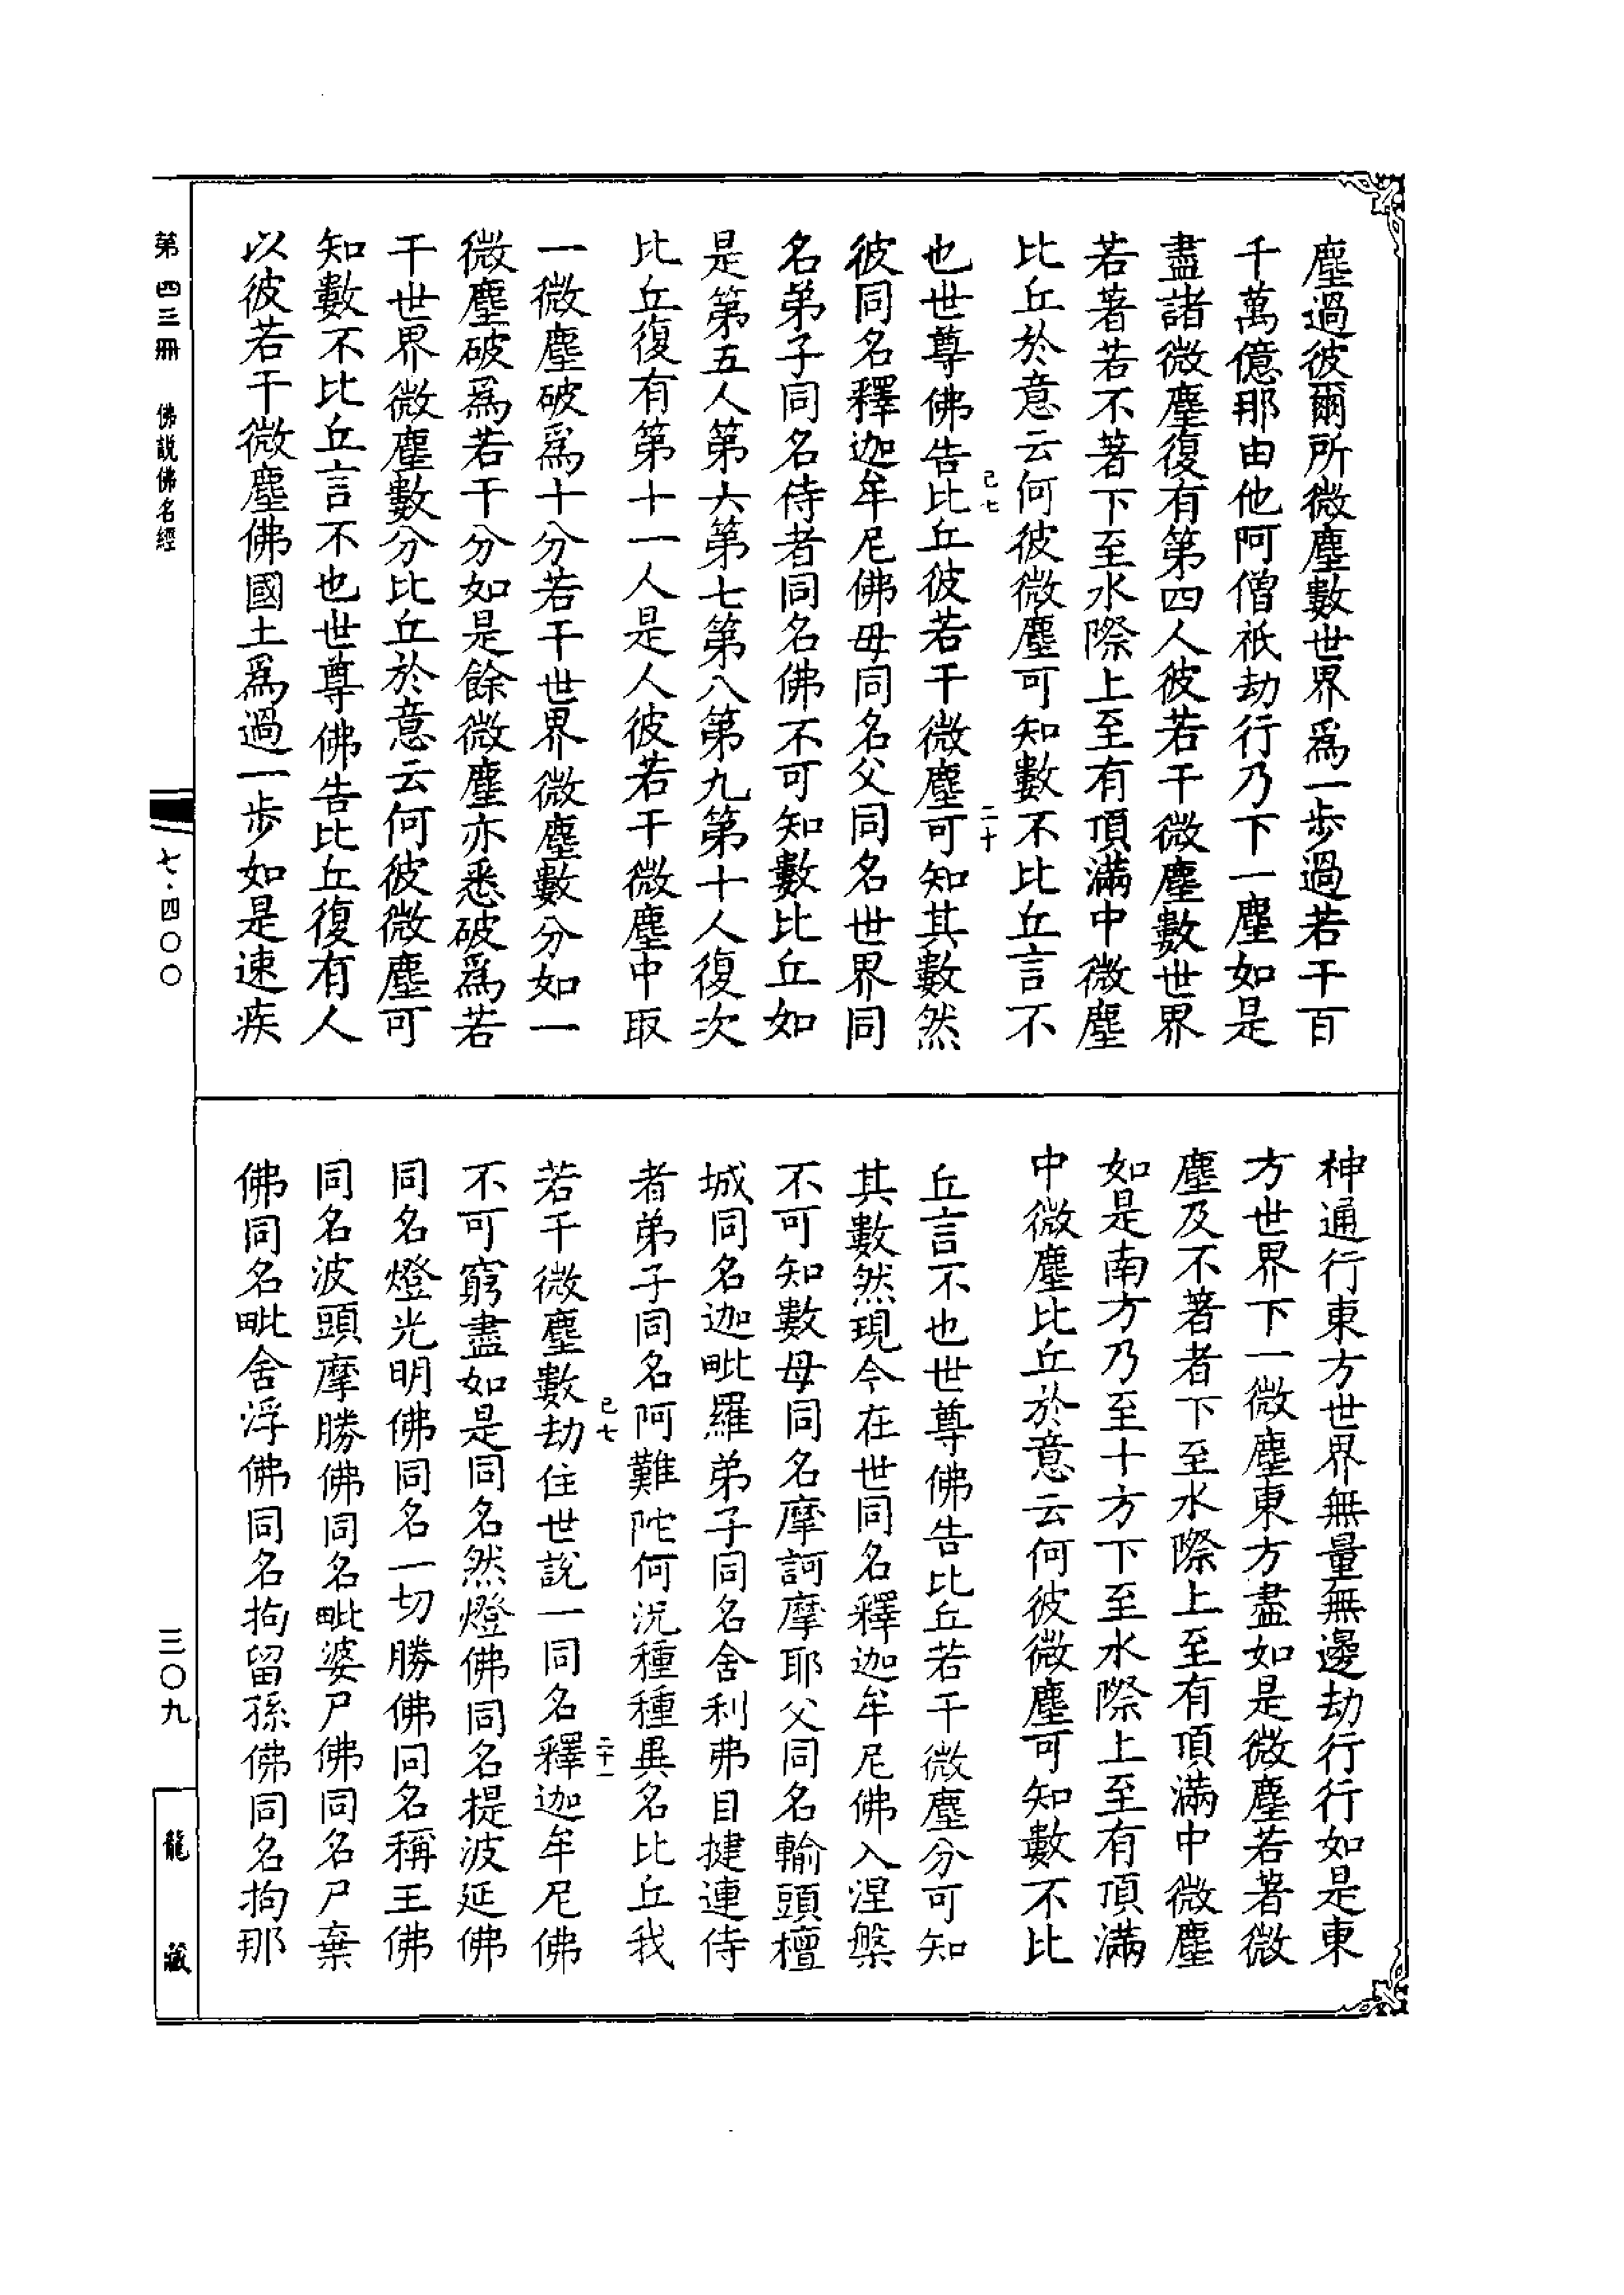 塵過彼爾所微塵數世界爲一步過若干百
千萬億那由他阿僧祇劫行乃下一塵如是
盡諸微塵復有第四人彼若干微塵數世界
若著若不著下至水際上至有頂滿中微塵
比丘於意云何彼微塵可知數不比丘言不
己七
二十
也世尊佛告比丘彼若干微塵可知其數然
彼同名釋迦牟尼佛母同名父同名世界同
名弟子同名侍者同名佛不可知數比丘如
是第五人第六第七第八第九第十人復次
比丘復有第十一人是人彼若干微塵中取
一微塵破爲十分若干世界微塵數分如一
微塵破爲若干分如是餘微塵亦悉破爲若
干世界微塵數分比丘於意云何彼微塵可
知數不比丘言不也世尊佛告比丘復有人
以彼若干微塵佛國土爲過一步如是速疾
神通行東方世界無量無邊劫行行如是東
方世界下一微塵東方盡如是微塵若著微
塵及不著者下至水際上至有頂滿中微塵
如是南方乃至十方下至水際上至有頂滿
中微塵比丘於意云何彼微塵可知數不比
丘言不也世尊佛告比丘若干微塵分可知
其數然現今在世同名釋迦牟尼佛入涅槃
不可知數母同名摩訶摩耶父同名輸頭檀
城同名迦毗羅弟子同名舍利弗目揵連侍
者弟子同名阿難陀何況種種異名比丘我
己七
二十一
若干微塵數劫住世說一同名釋迦牟尼佛
不可窮盡如是同名然燈佛同名提波延佛
同名燈光明佛同名一切勝佛同名稱王佛
同名波頭摩勝佛同名毗婆尸佛同名尸棄
佛同名毗舍浮佛同名拘留孫佛同名拘那
第四三冊 佛說佛名經
七·四〇〇
三〇九
龍藏